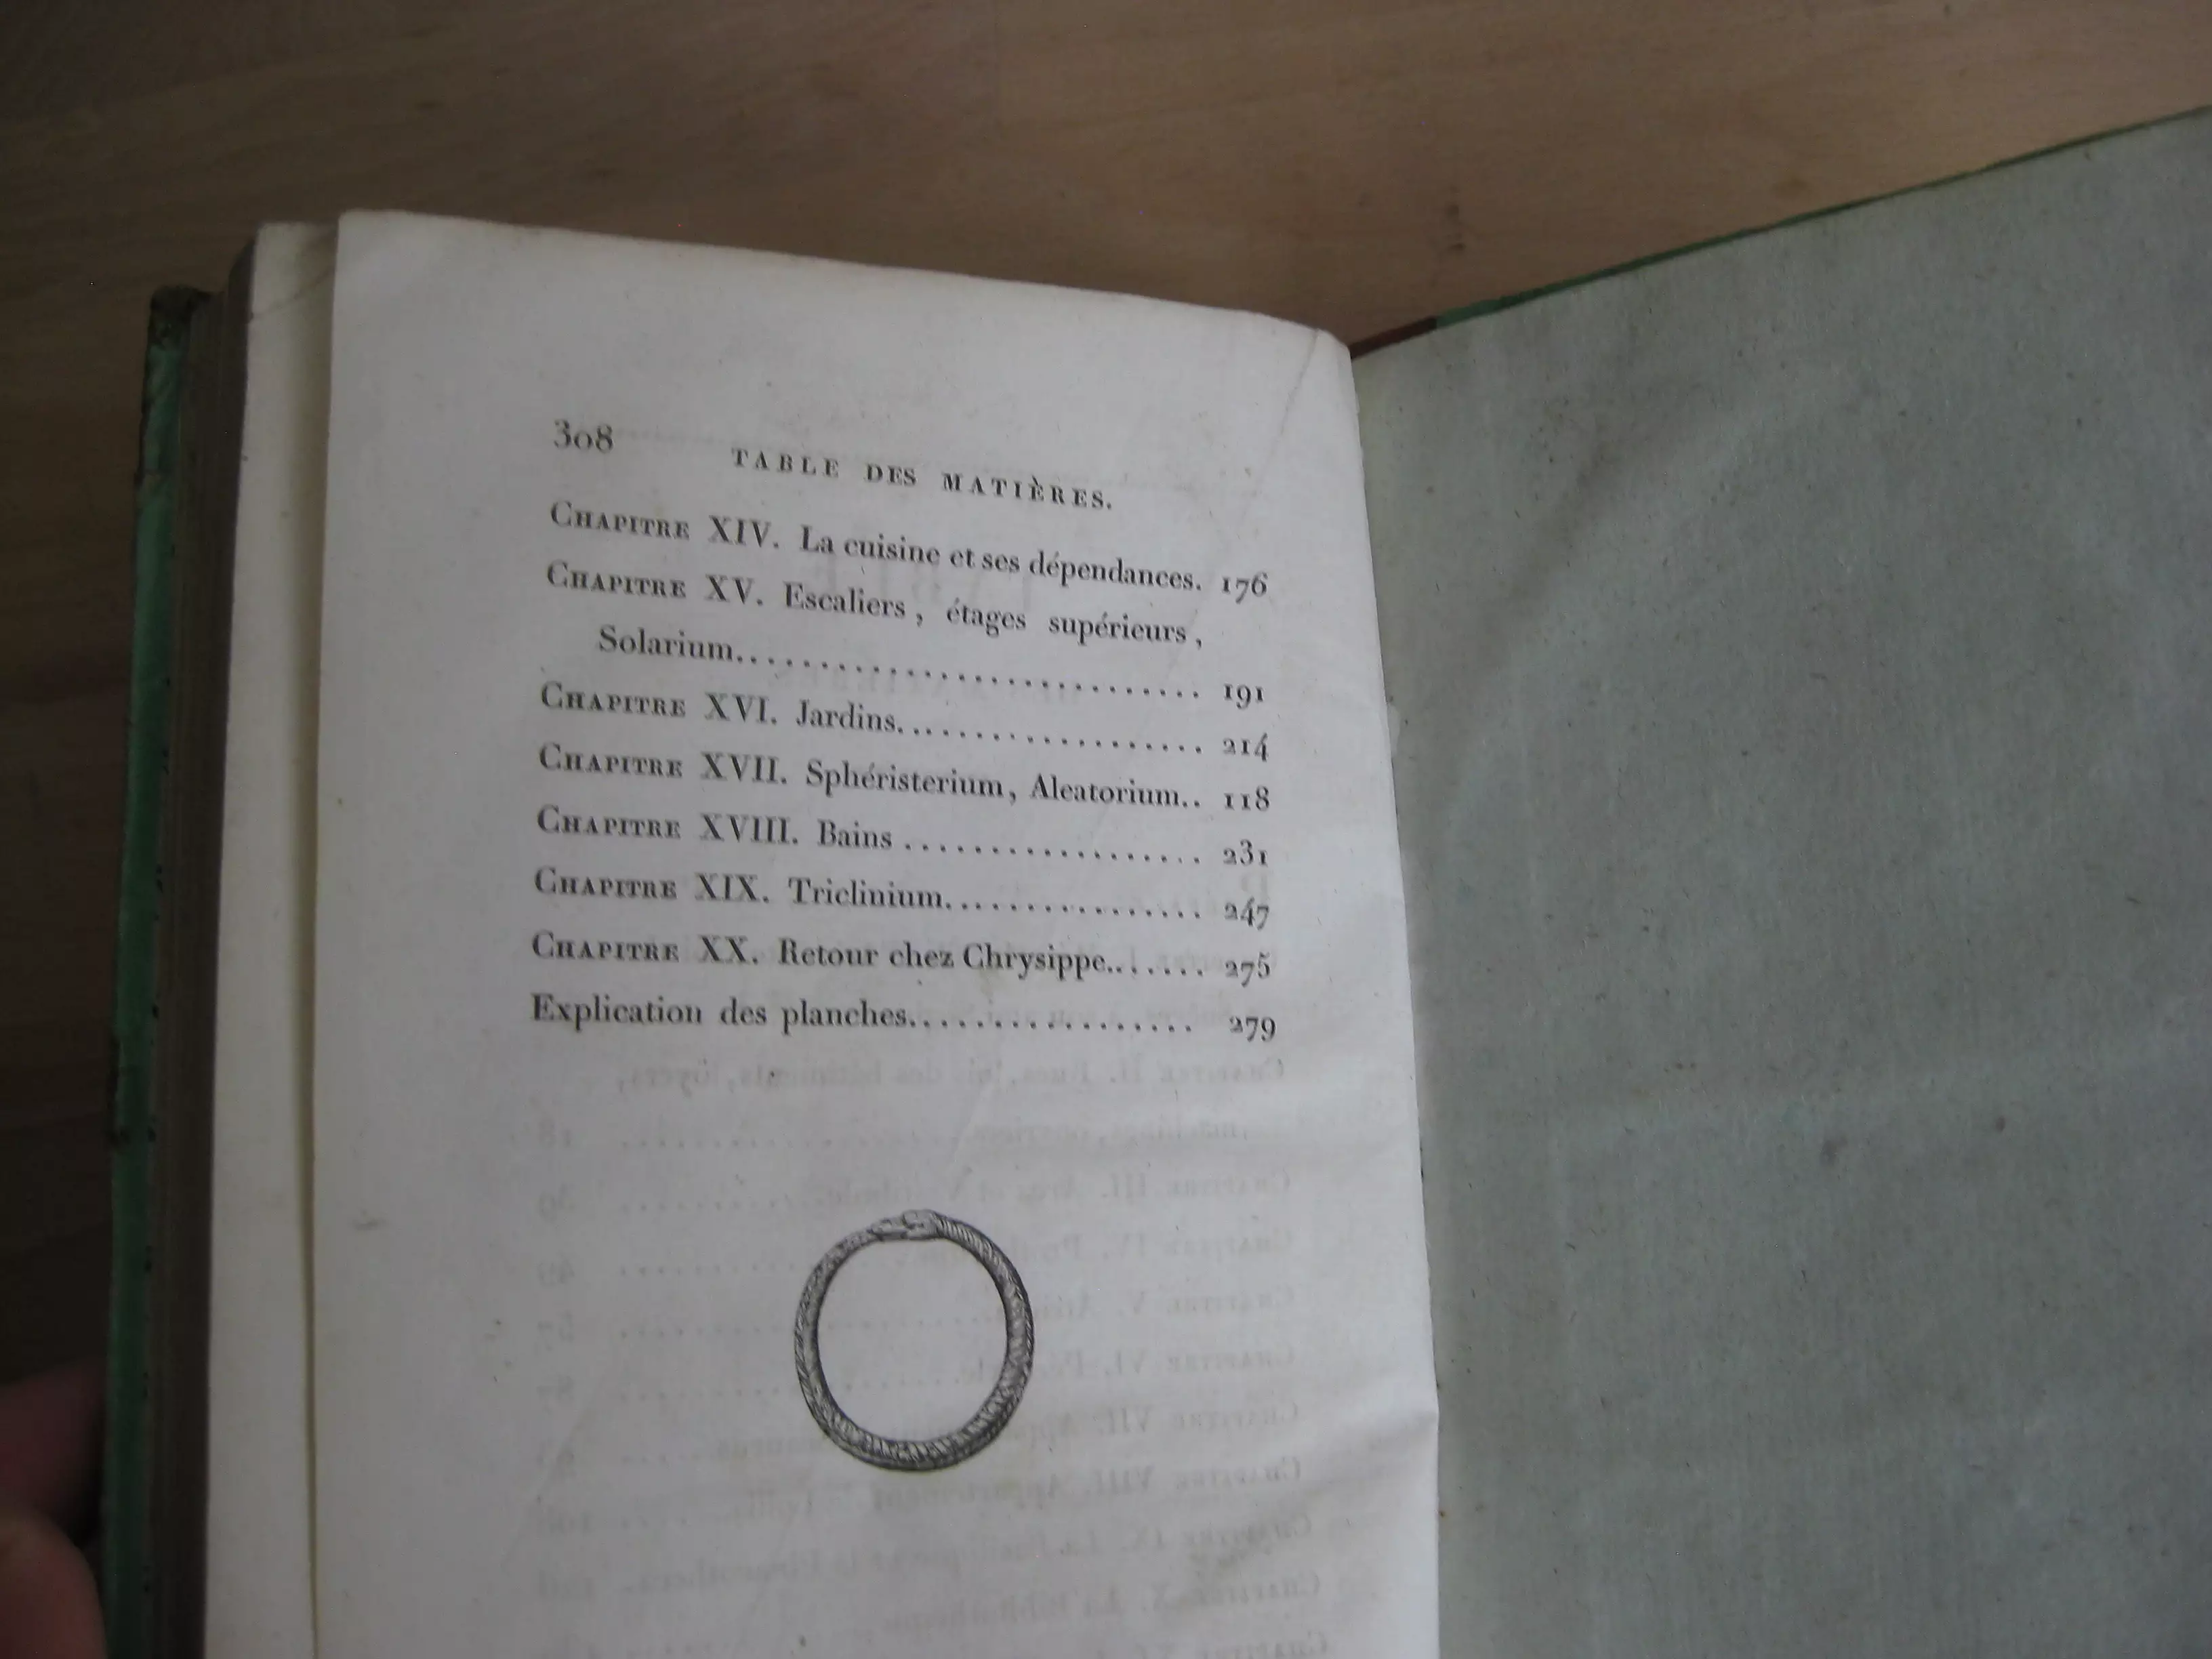 308
TABLE DES MATIÈRES.
CHAPITRE XIV. La cuisine et ses dépendances. 176
CHAPITRE XV. Escaliers, étages supérieurs,
Solarium.................................. 191
CHAPITRE XVI. Jardins..................... 214
CHAPITRE XVII. Sphéristerium, Aleatorium.. 118
CHAPITRE XVIII. Bains .................. 231
CHAPITRE XIX. Triclinium................. 247
CHAPITRE XX. Retour chez Chrysippe....... 275
Explication des planches.................. 279